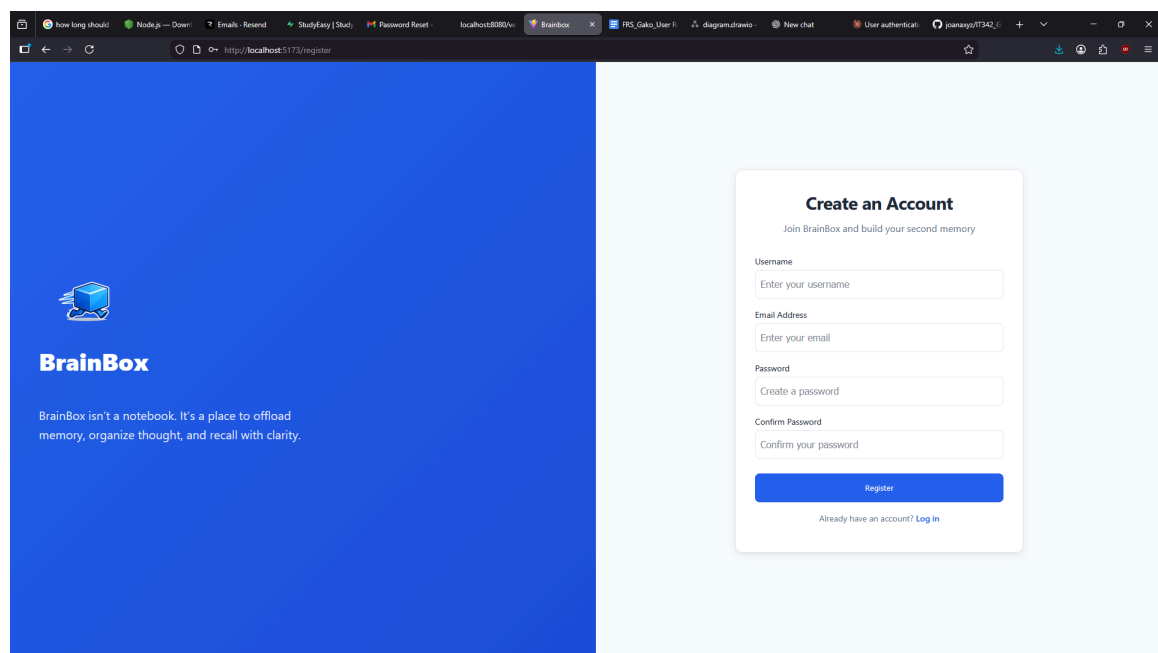 how long should
Node.js — Downl
Emails · Resend
StudyEasy | Study
Password Reset -
localhost:8080/ve
Brainbox
FRS_Gako_User R
diagram.drawio -
New chat
User authenticati
joanaxyz/IT342_G
http://localhost:5173/register
BrainBox
BrainBox isn't a notebook. It's a place to offload
memory, organize thought, and recall with clarity.
Create an Account
Join BrainBox and build your second memory
Username
Enter your username
Email Address
Enter your email
Password
Create a password
Confirm Password
Confirm your password
Register
Already have an account? Log in